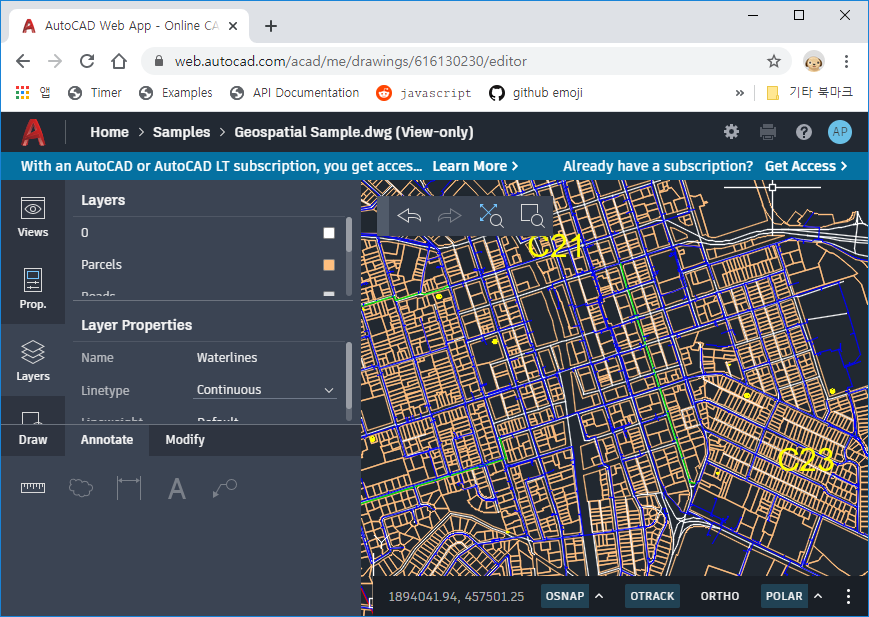 AutoCAD Web App - Online CA
web.autocad.com/acad/me/drawings/616130230/editor
앱 Timer Examples API Documentation javascript github emoji » 기타 북마크
Home > Samples > Geospatial Sample.dwg (View-only)
AP
With an AutoCAD or AutoCAD LT subscription, you get acces... Learn More > Already have a subscription? Get Access >
Views
Prop.
Layers
Layers
0
Parcels
Roads
Layer Properties
Name Waterlines
Linetype Continuous
Lineweight Default
Draw Annotate Modify
A
C21
C23
1894041.94, 457501.25 OSNAP OTRACK ORTHO POLAR